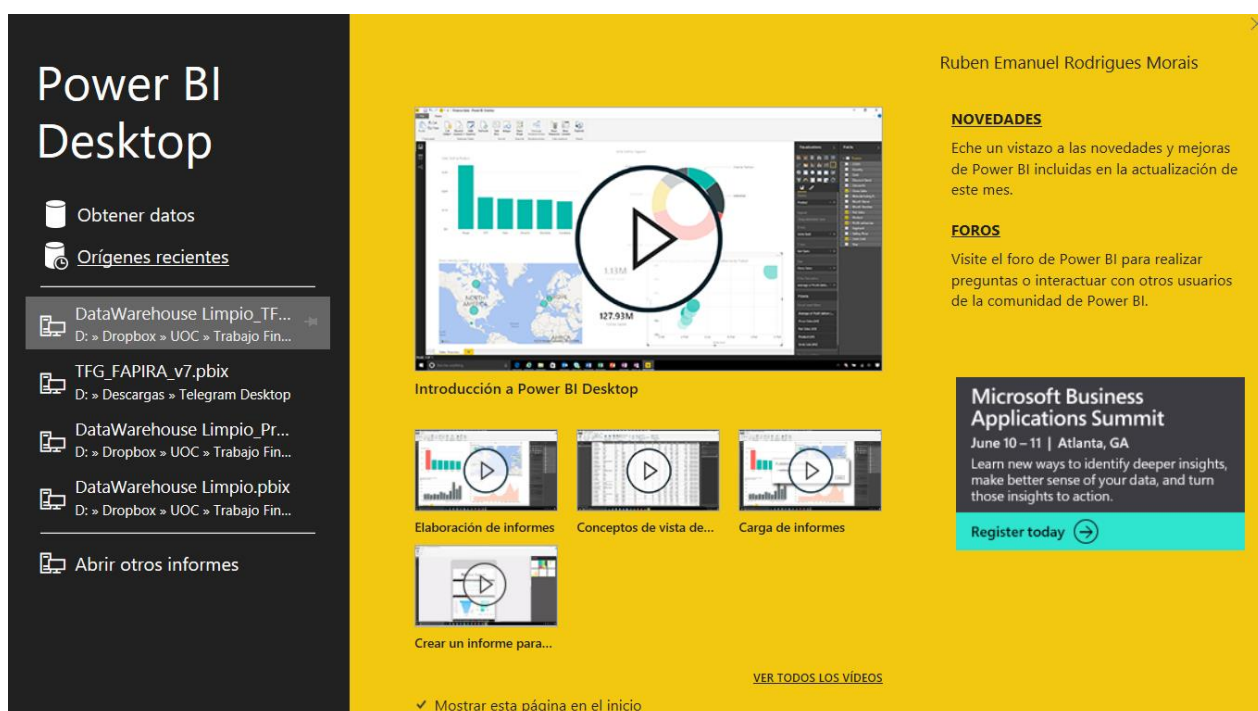 Power BI
Desktop
Obtener datos
Orígenes recientes
DataWarehouse Limpio_TF...
D: » Dropbox » UOC » Trabajo Fin...
TFG_FAPIRA_v7.pbix
D: » Descargas » Telegram Desktop
DataWarehouse Limpio_Pr...
D: » Dropbox » UOC » Trabajo Fin...
DataWarehouse Limpio.pbix
D: » Dropbox » UOC » Trabajo Fin...
Abrir otros informes
1.13M
127.93M
NORTH
AMERICA
Introducción a Power BI Desktop
Elaboración de informes
Conceptos de vista de...
Carga de informes
Crear un informe para...
VER TODOS LOS VÍDEOS
Mostrar esta página en el inicio
Ruben Emanuel Rodrigues Morais
NOVEDADES
Eche un vistazo a las novedades y mejoras
de Power BI incluidas en la actualización de
este mes.
FOROS
Visite el foro de Power BI para realizar
preguntas o interactuar con otros usuarios
de la comunidad de Power BI.
Microsoft Business
Applications Summit
June 10 – 11 | Atlanta, GA
Learn new ways to identify deeper insights,
make better sense of your data, and turn
those insights to action.
Register today